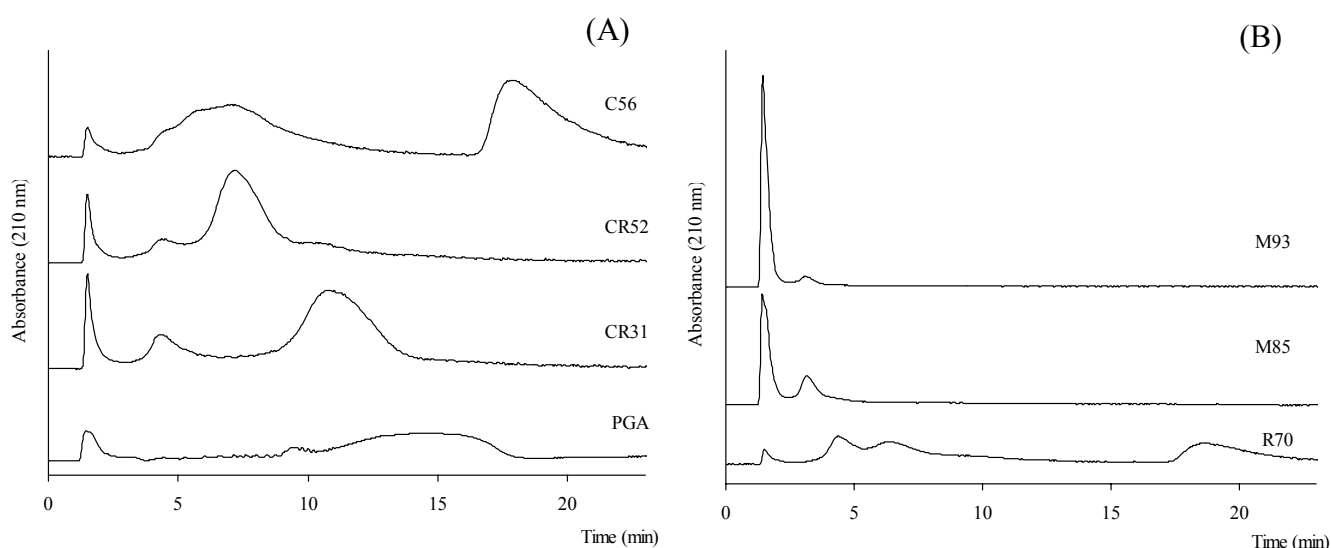 (A)
C56
CR52
CR31
PGA
Absorbance (210 nm)
0 5 10 15 20
Time (min)
(B)
M93
M85
R70
Absorbance (210 nm)
0 5 10 15 20
Time (min)